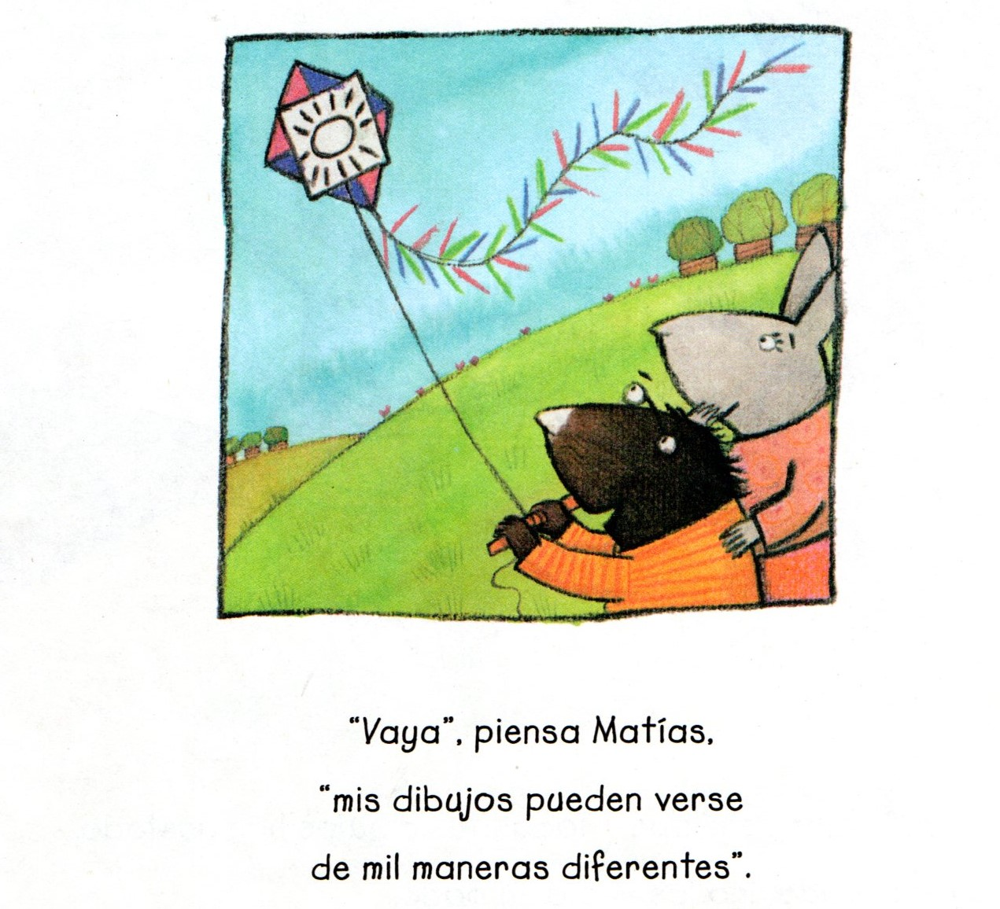 “Vaya”, piensa Matías,
“mis dibujos pueden verse
de mil maneras diferentes”.